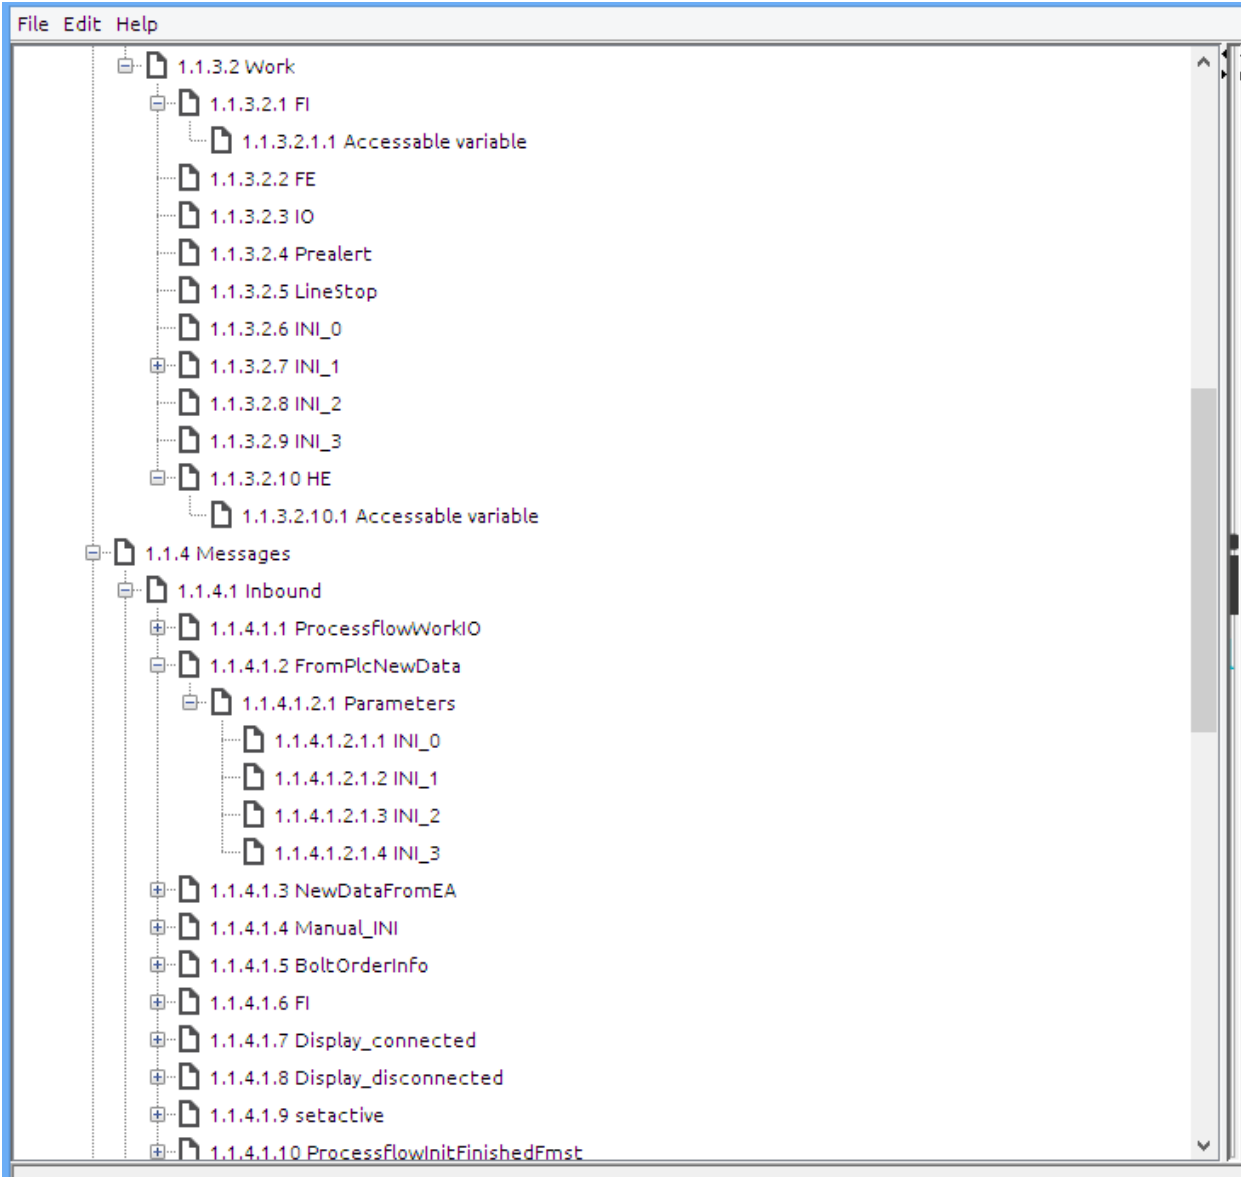 File Edit Help
1.1.3.2 Work
1.1.3.2.1 FI
1.1.3.2.1.1 Accessable variable
1.1.3.2.2 FE
1.1.3.2.3 IO
1.1.3.2.4 Prealert
1.1.3.2.5 LineStop
1.1.3.2.6 INI_0
1.1.3.2.7 INI_1
1.1.3.2.8 INI_2
1.1.3.2.9 INI_3
1.1.3.2.10 HE
1.1.3.2.10.1 Accessable variable
1.1.4 Messages
1.1.4.1 Inbound
1.1.4.1.1 ProcessflowWorkIO
1.1.4.1.2 FromPlcNewData
1.1.4.1.2.1 Parameters
1.1.4.1.2.1.1 INI_0
1.1.4.1.2.1.2 INI_1
1.1.4.1.2.1.3 INI_2
1.1.4.1.2.1.4 INI_3
1.1.4.1.3 NewDataFromEA
1.1.4.1.4 Manual_INI
1.1.4.1.5 BoltOrderInfo
1.1.4.1.6 FI
1.1.4.1.7 Display_connected
1.1.4.1.8 Display_disconnected
1.1.4.1.9 setactive
1.1.4.1.10 ProcessflowInitFinishedFmst